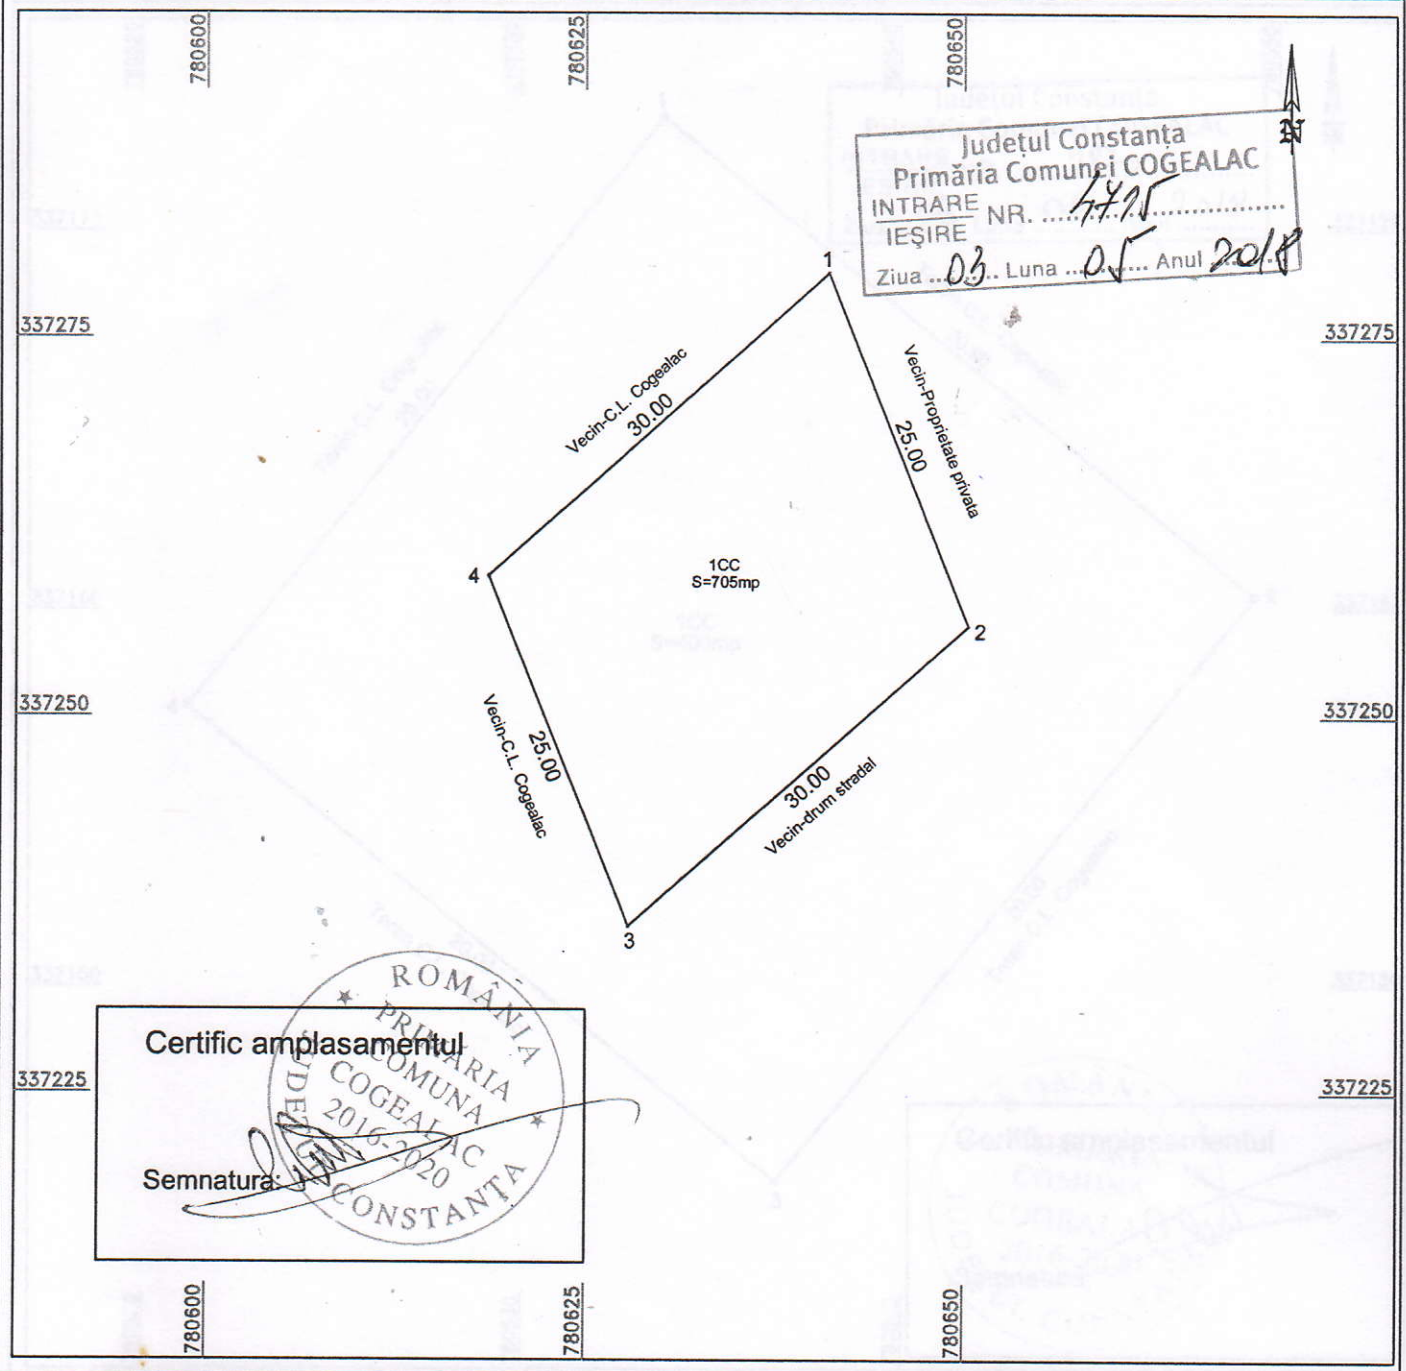 780600
780625
780650
N
Județul Constanța
Primăria Comunei COGEALAC
INTRARE
IEȘIRE
NR. 4715
Ziua 03 Luna 05 Anul 2018
1
337275
337275
Vecin-C.L. Cogealac
30.00
Vecin-Proprietate privata
25.00
4
1CC
S=705mp
2
337250
337250
Vecin-C.L. Cogealac
25.00
30.00
Vecin-drum stradal
3
Certific amplasamentul
Semnatura:
ROMÂNIA
PRIMĂRIA
COMUNA
COGEALAC
2016-2020
JUDEȚUL CONSTANȚA
337225
337225
780600
780625
780650